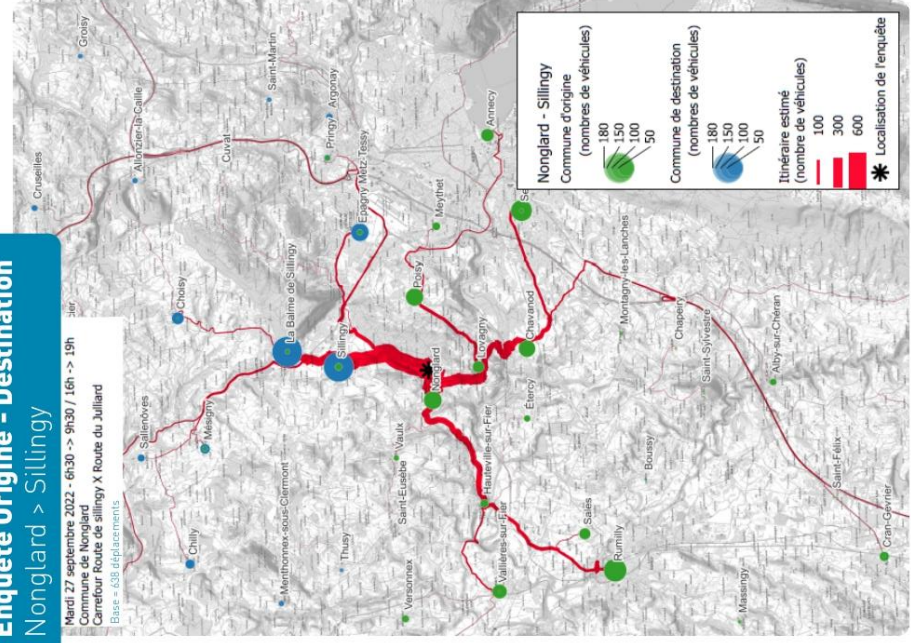 Enquête Origine - Destination
Nonglard > Sillingy
Mardi 27 septembre 2022 - 6h30 -> 9h30 / 16h -> 19h
Commune de Nonglard
Carrefour Route de sillingy X Route du Julliard
Base = 638 déplacements
Cruseilles
Groisy
Allonzier-la-Caille
Saint-Martin
Cuvat
Pringy
Argonay
Choisy
La Balme de Sillingy
Epagny Metz-Tessy
Sallenôves
Mésigny
Chilly
Sillingy
Meythet
Annecy
Poisy
Menthonnex-sous-Clermont
Thusy
Vaulx
Saint-Eusèbe
Nonglard
Lovagny
Versonnex
Hauteville-sur-Fier
Chavanod
Étercy
Vallières-sur-Fier
Montagny-les-Lanches
Chapeiry
Saint-Sylvestre
Alby-sur-Chéran
Boussy
Sales
Rumilly
Saint-Félix
Massingy
Cran-Gevrier
Nonglard - Sillingy
Commune d'origine
(nombres de véhicules)
180
150
100
50
Commune de destination
(nombres de véhicules)
180
150
100
50
Itinéraire estimé
(nombre de véhicules)
100
300
600
Localisation de l'enquête